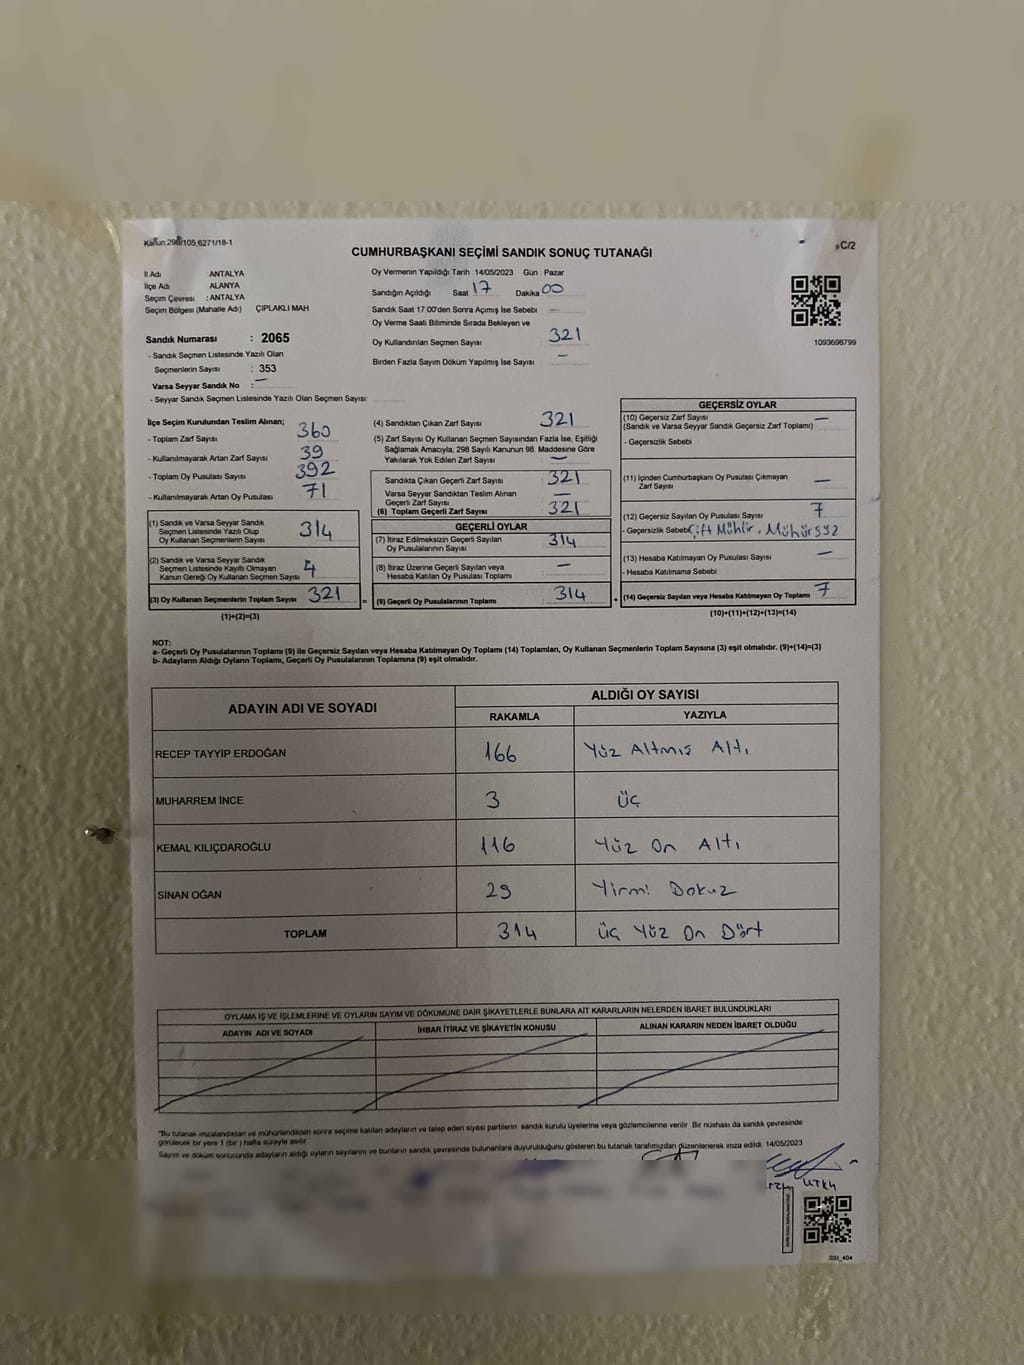 Kanun,298/105,6271/18-1
C/2
CUMHURBAŞKANI SEÇİMİ SANDIK SONUÇ TUTANAĞI
İl Adı ANTALYA
İlçe Adı ALANYA
Seçim Çevresi : ANTALYA
Seçim Bölgesi (Mahalle Adı) ÇIPLAKLI MAH
Oy Vermenin Yapıldığı Tarih : 14/05/2023 Gün : Pazar
Sandığın Açıldığı Saat 17 Dakika 00
Sandık Saat 17:00'den Sonra Açımış İse Sebebi : —
Oy Verme Saati Bitiminde Sırada Bekleyen ve
Oy Kullandırılan Seçmen Sayısı 321
Birden Fazla Sayım Döküm Yapılmış İse Sayısı : —
1093698799
Sandık Numarası : 2065
- Sandık Seçmen Listesinde Yazılı Olan
Seçmenlerin Sayısı : 353
Varsa Seyyar Sandık No : —
- Seyyar Sandık Seçmen Listesinde Yazılı Olan Seçmen Sayısı:
İlçe Seçim Kurulundan Teslim Alınan;
- Toplam Zarf Sayısı 360
- Kullanılmayarak Artan Zarf Sayısı 39
- Toplam Oy Pusulası Sayısı 392
- Kullanılmayarak Artan Oy Pusulası 71
(1) Sandık ve Varsa Seyyar Sandık
Seçmen Listesinde Yazılı Olup
Oy Kullanan Seçmenlerin Sayısı 314
(2) Sandık ve Varsa Seyyar Sandık
Seçmen Listesinde Kayıtlı Olmayan
Kanun Gereği Oy Kullanan Seçmen Sayısı 4
(3) Oy Kullanan Seçmenlerin Toplam Sayısı 321
(1)+(2)=(3)
(4) Sandıktan Çıkan Zarf Sayısı 321
(5) Zarf Sayısı Oy Kullanan Seçmen Sayısından Fazla İse, Eşitliği
Sağlamak Amacıyla, 298 Sayılı Kanunun 98. Maddesine Göre
Yakılarak Yok Edilen Zarf Sayısı —
Sandıkta Çıkan Geçerli Zarf Sayısı 321
Varsa Seyyar Sandıktan Teslim Alınan
Geçerli Zarf Sayısı —
(6) Toplam Geçerli Zarf Sayısı 321
GEÇERLİ OYLAR
(7) İtiraz Edilmeksizin Geçerli Sayılan
Oy Pusulalarının Sayısı 314
(8) İtiraz Üzerine Geçerli Sayılan veya
Hesaba Katılan Oy Pusulası Toplamı —
= (9) Geçerli Oy Pusulalarının Toplamı 314 +
GEÇERSİZ OYLAR
(10) Geçersiz Zarf Sayısı
(Sandık ve Varsa Seyyar Sandık Geçersiz Zarf Toplamı) —
- Geçersizlik Sebebi
(11) İçinden Cumhurbaşkanı Oy Pusulası Çıkmayan
Zarf Sayısı —
(12) Geçersiz Sayılan Oy Pusulası Sayısı 7
- Geçersizlik Sebebi Çift Mühür, Mühürsüz
(13) Hesaba Katılmayan Oy Pusulası Sayısı —
- Hesaba Katılmama Sebebi
(14) Geçersiz Sayılan veya Hesaba Katılmayan Oy Toplamı 7
(10)+(11)+(12)+(13)=(14)
NOT:
a- Geçerli Oy Pusulalarının Toplamı (9) ile Geçersiz Sayılan veya Hesaba Katılmayan Oy Toplamı (14) Toplamları, Oy Kullanan Seçmenlerin Toplam Sayısına (3) eşit olmalıdır. (9)+(14)=(3)
b- Adayların Aldığı Oyların Toplamı, Geçerli Oy Pusulalarının Toplamına (9) eşit olmalıdır.
ADAYIN ADI VE SOYADI
ALDIĞI OY SAYISI
RAKAMLA YAZIYLA
RECEP TAYYİP ERDOĞAN 166 Yüz Altmış Altı
MUHARREM İNCE 3 Üç
KEMAL KILIÇDAROĞLU 116 Yüz On Altı
SİNAN OĞAN 29 Yirmi Dokuz
TOPLAM 314 Üç Yüz On Dört
OYLAMA İŞ VE İŞLEMLERİNE VE OYLARIN SAYIM VE DÖKÜMÜNE DAİR ŞİKAYETLERLE BUNLARA AİT KARARLARIN NELERDEN İBARET BULUNDUKLARI
ADAYIN ADI VE SOYADI İHBAR İTİRAZ VE ŞİKAYETİN KONUSU ALINAN KARARIN NEDEN İBARET OLDUĞU
"Bu tutanak imzalandıktan ve mühürlendikten sonra seçime katılan adayların ve talep eden siyasi partilerin sandık kurulu üyelerine veya gözlemcilerine verilir. Bir nüshası da sandık çevresinde
görülecek bir yere 1 (bir) hafta süreyle asılır.
Sayım ve döküm sonucunda adayların aldığı oyların sayılarını ve bunların sandık çevresinde bulunanlara duyurulduğunu gösteren bu tutanak tarafımızdan düzenlenerek imza edildi. 14/05/2023
UTKU